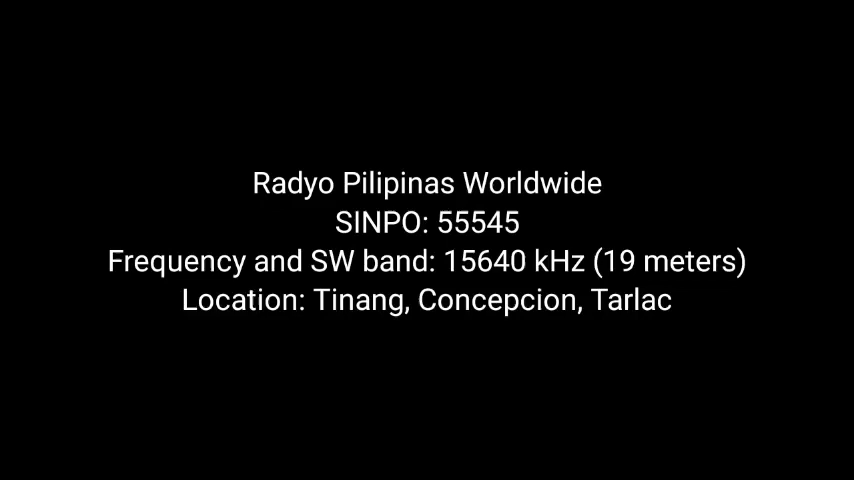 Radyo Pilipinas Worldwide
SINPO: 55545
Frequency and SW band: 15640 kHz (19 meters)
Location: Tinang, Concepcion, Tarlac